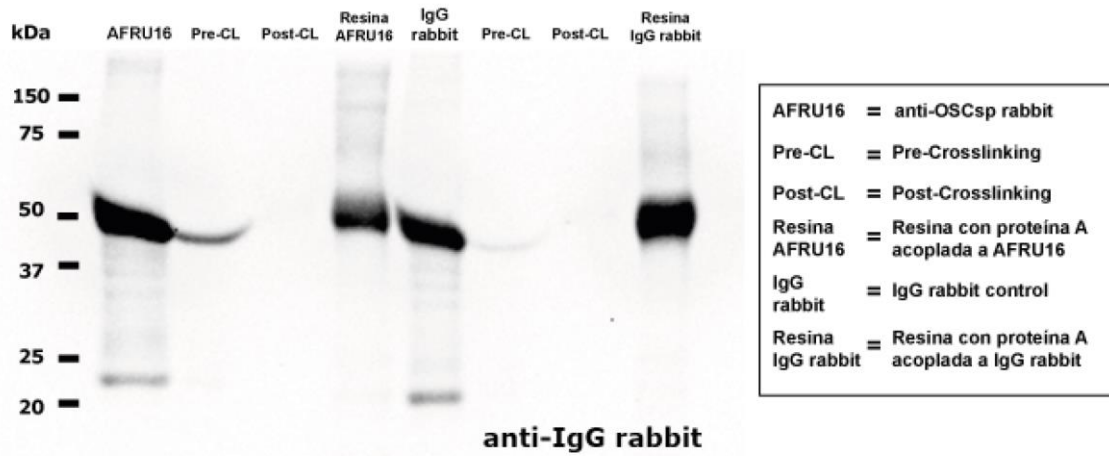 kDa
AFRU16
Pre-CL
Post-CL
Resina
AFRU16
IgG
rabbit
Pre-CL
Post-CL
Resina
IgG rabbit
150
75
50
37
25
20
anti-IgG rabbit
AFRU16 = anti-OSCsp rabbit
Pre-CL = Pre-Crosslinking
Post-CL = Post-Crosslinking
Resina AFRU16 = Resina con proteína A
acoplada a AFRU16
IgG
rabbit = IgG rabbit control
Resina IgG rabbit = Resina con proteína A
acoplada a IgG rabbit